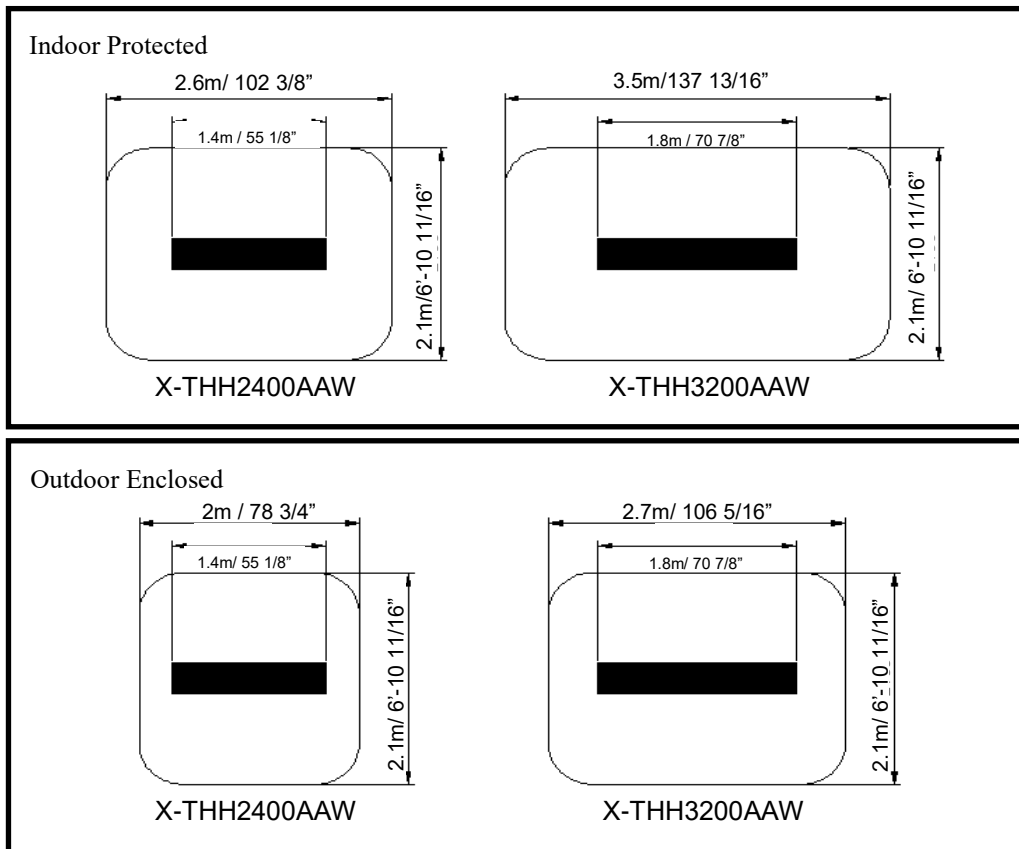 Indoor Protected
2.6m/ 102 3/8”
3.5m/137 13/16”
1.4m / 55 1/8”
1.8m / 70 7/8”
2.1m/6’-10 11/16”
2.1m/ 6’-10 11/16”
X-THH2400AAW
X-THH3200AAW
Outdoor Enclosed
2m / 78 3/4”
2.7m/ 106 5/16”
1.4m/ 55 1/8”
1.8m/ 70 7/8”
2.1m/ 6’-10 11/16”
2.1m/ 6’-10 11/16”
X-THH2400AAW
X-THH3200AAW